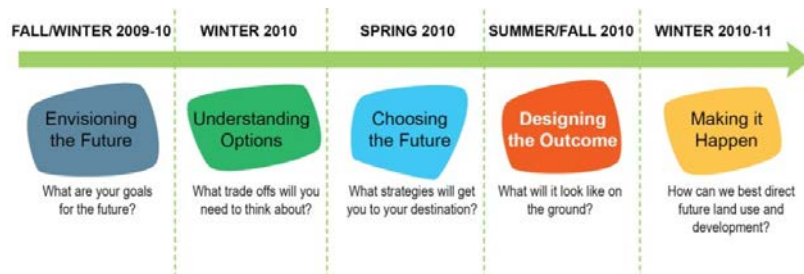 FALL/WINTER 2009-10
WINTER 2010
SPRING 2010
SUMMER/FALL 2010
WINTER 2010-11
Envisioning
the Future
Understanding
Options
Choosing
the Future
Designing
the Outcome
Making it
Happen
What are your goals
for the future?
What trade offs will you
need to think about?
What strategies will get
you to your destination?
What will it look like on
the ground?
How can we best direct
future land use and
development?